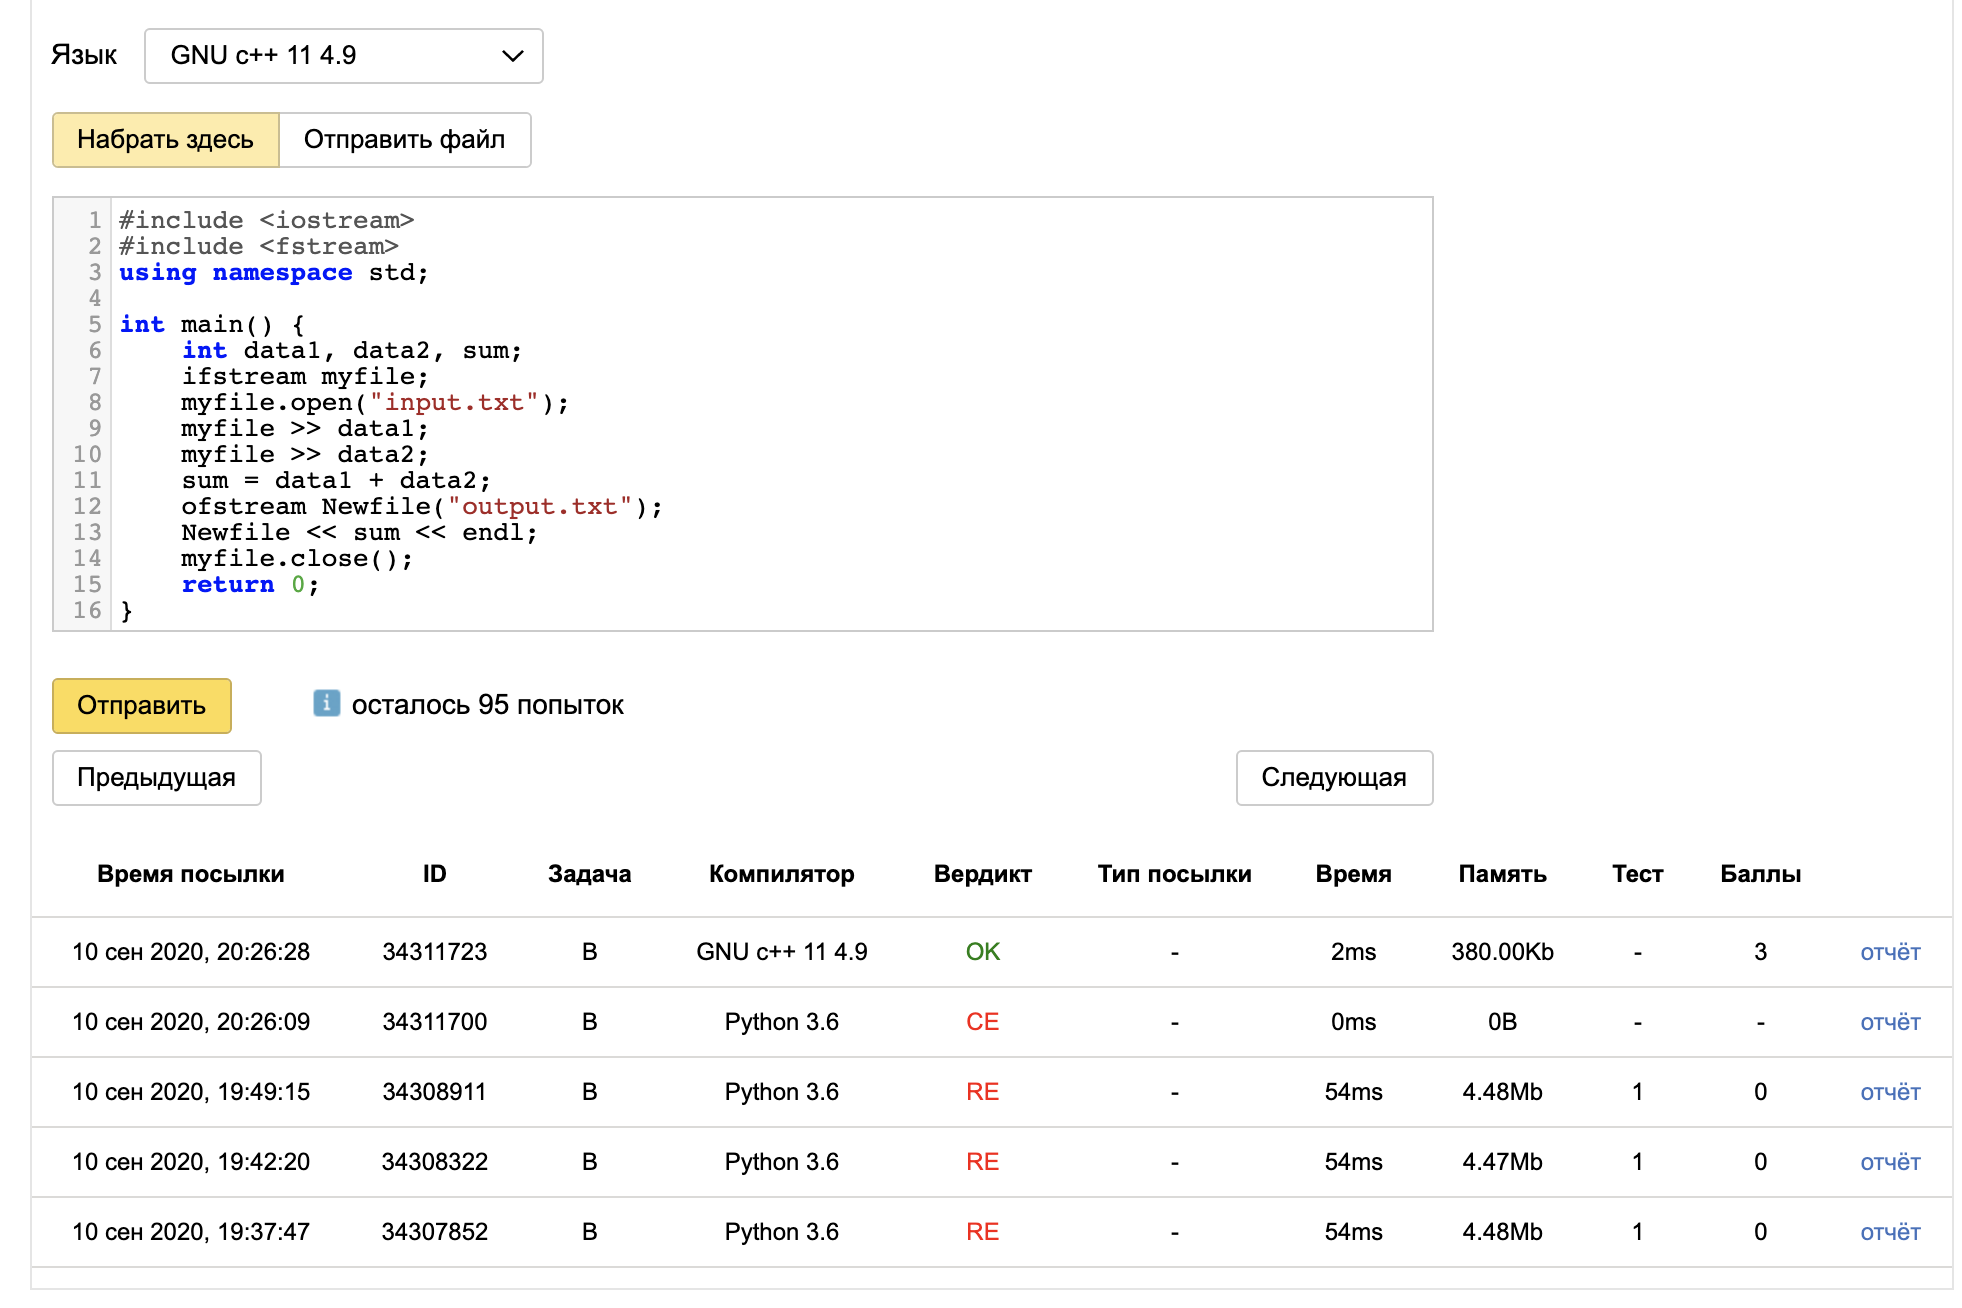 Язык GNU c++ 11 4.9
Набрать здесь Отправить файл
1 #include <iostream>
2 #include <fstream>
3 using namespace std;
4
5 int main() {
6     int data1, data2, sum;
7     ifstream myfile;
8     myfile.open("input.txt");
9     myfile >> data1;
10     myfile >> data2;
11     sum = data1 + data2;
12     ofstream Newfile("output.txt");
13     Newfile << sum << endl;
14     myfile.close();
15     return 0;
16 }
Отправить i осталось 95 попыток
Предыдущая Следующая
Время посылки ID Задача Компилятор Вердикт Тип посылки Время Память Тест Баллы
10 сен 2020, 20:26:28 34311723 B GNU c++ 11 4.9 OK - 2ms 380.00Kb - 3 отчёт
10 сен 2020, 20:26:09 34311700 B Python 3.6 CE - 0ms 0B - - отчёт
10 сен 2020, 19:49:15 34308911 B Python 3.6 RE - 54ms 4.48Mb 1 0 отчёт
10 сен 2020, 19:42:20 34308322 B Python 3.6 RE - 54ms 4.47Mb 1 0 отчёт
10 сен 2020, 19:37:47 34307852 B Python 3.6 RE - 54ms 4.48Mb 1 0 отчёт